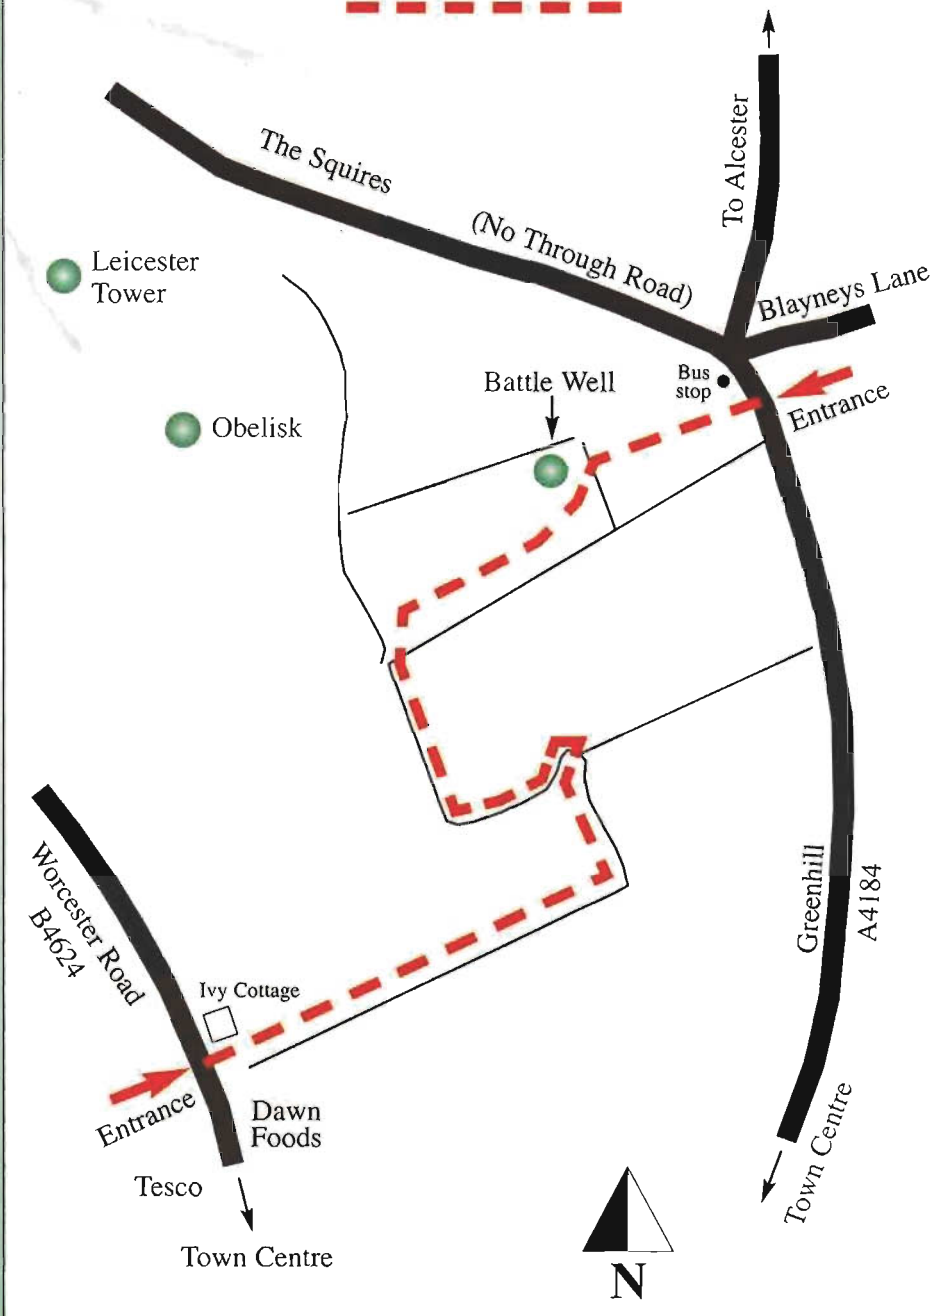 To Alcester
The Squires
(No Through Road)
Leicester
Tower
Blayneys Lane
Battle Well
Bus
stop
Entrance
Obelisk
Worcester Road
B4624
Greenhill
A4184
Ivy Cottage
Entrance
Dawn
Foods
Tesco
Town Centre
Town Centre
N